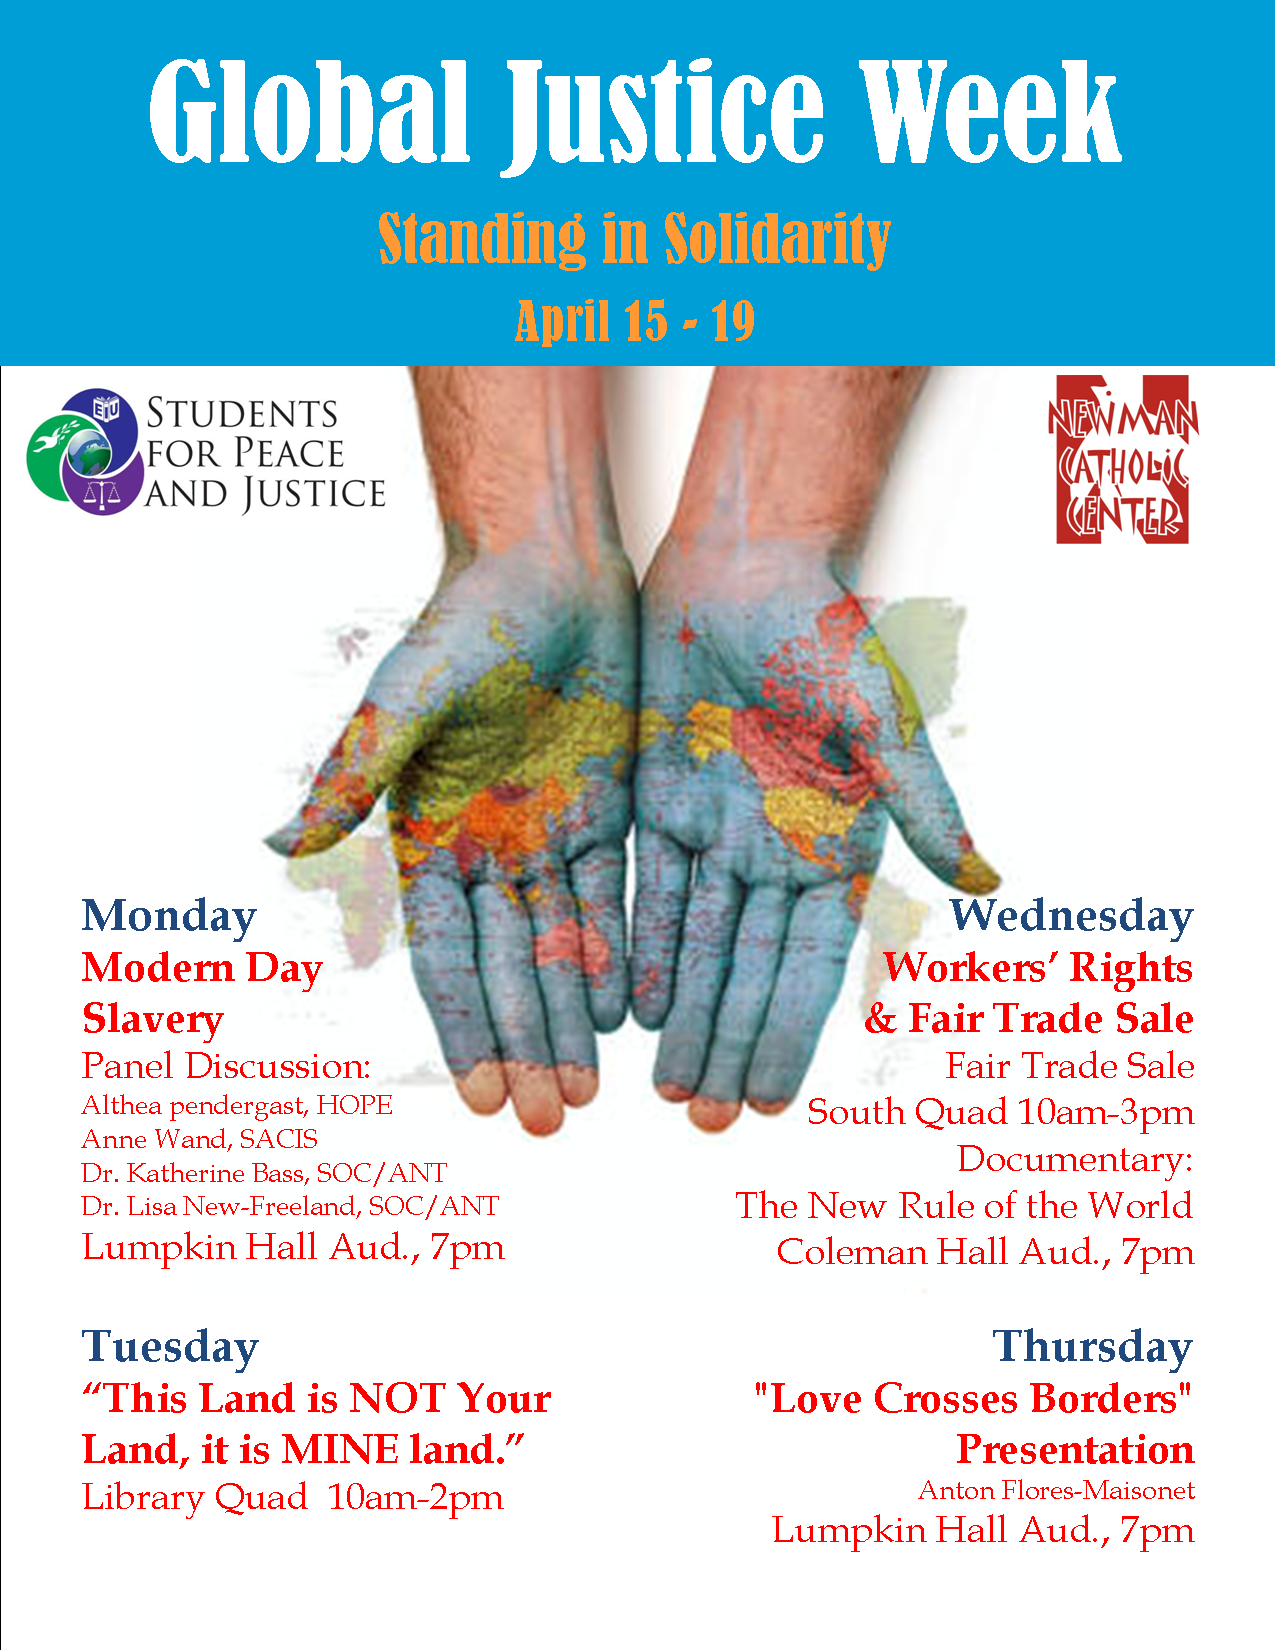 Global Justice Week
Standing in Solidarity
April 15 - 19
EIU
STUDENTS
FOR PEACE
AND JUSTICE
NEWMAN
CATHOLIC
CENTER
Monday
Modern Day
Slavery
Panel Discussion:
Althea pendergast, HOPE
Anne Wand, SACIS
Dr. Katherine Bass, SOC/ANT
Dr. Lisa New-Freeland, SOC/ANT
Lumpkin Hall Aud., 7pm
Tuesday
“This Land is NOT Your
Land, it is MINE land.”
Library Quad 10am-2pm
Wednesday
Workers’ Rights
& Fair Trade Sale
Fair Trade Sale
South Quad 10am-3pm
Documentary:
The New Rule of the World
Coleman Hall Aud., 7pm
Thursday
"Love Crosses Borders"
Presentation
Anton Flores-Maisonet
Lumpkin Hall Aud., 7pm